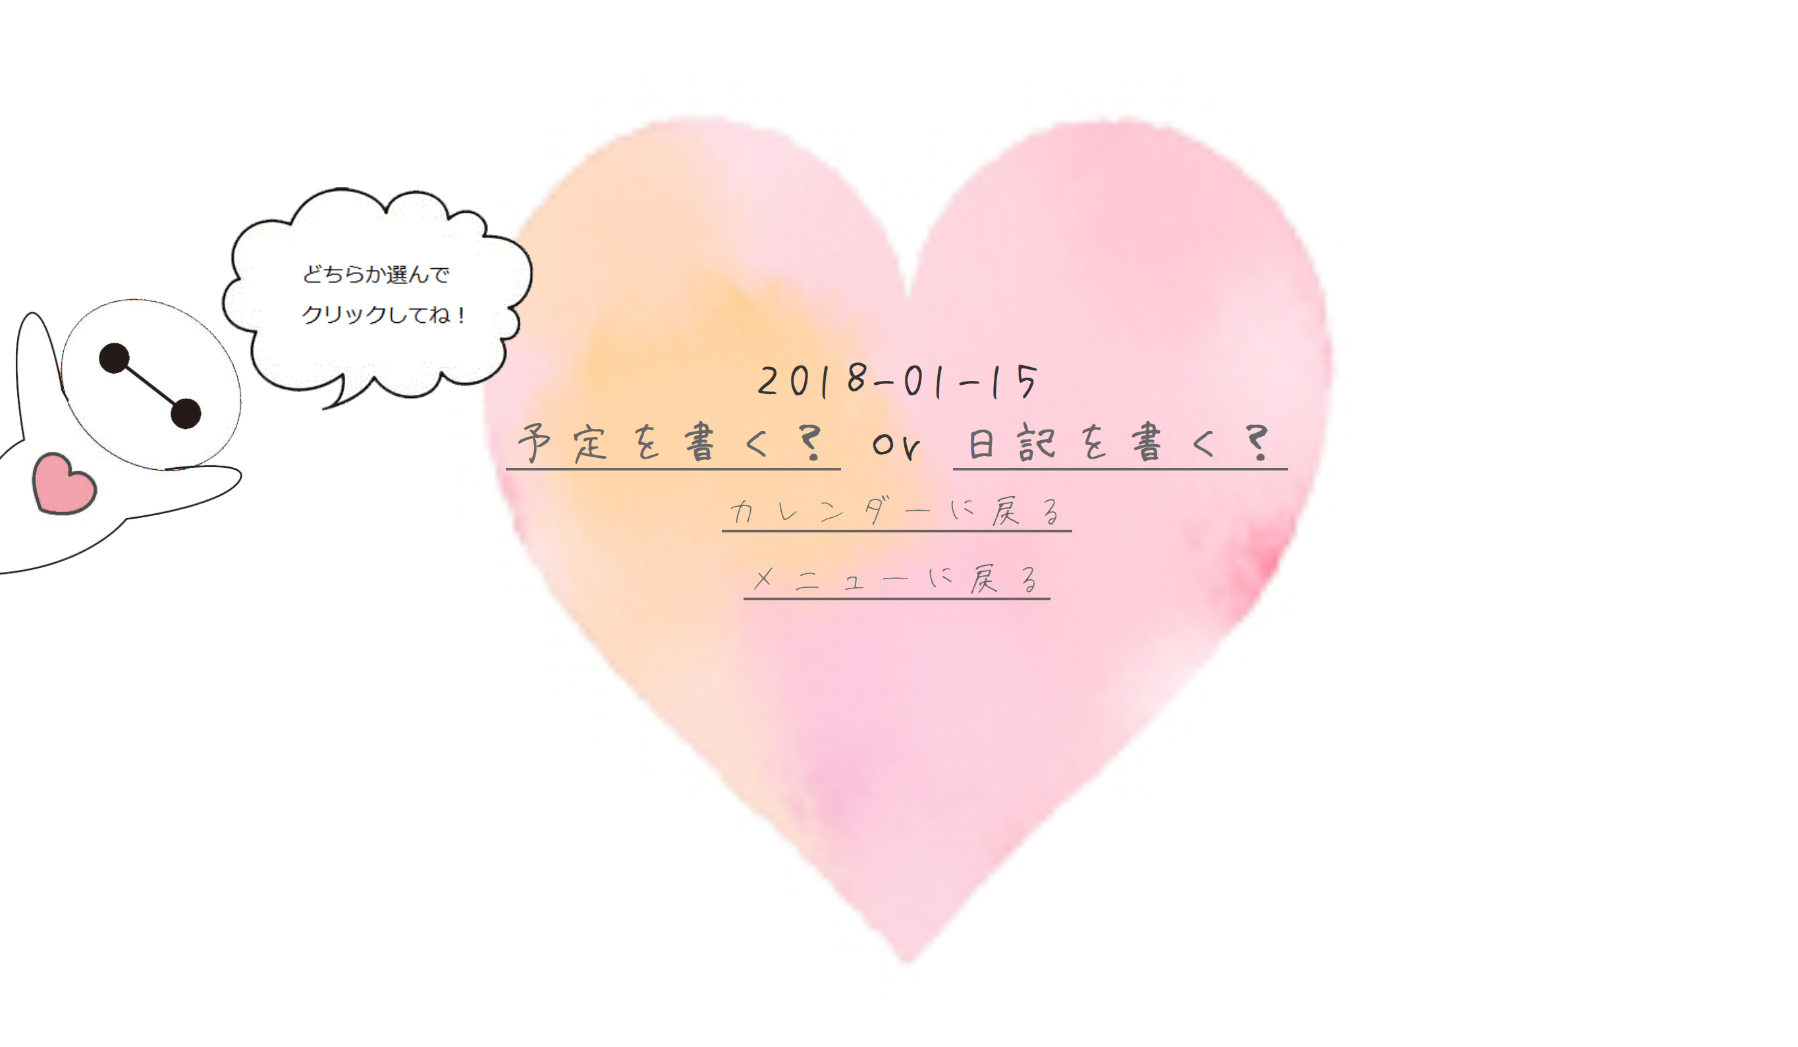 どちらか選んで
クリックしてね！
2018-01-15
予定を書く？ or 日記を書く？
カレンダーに戻る
メニューに戻る